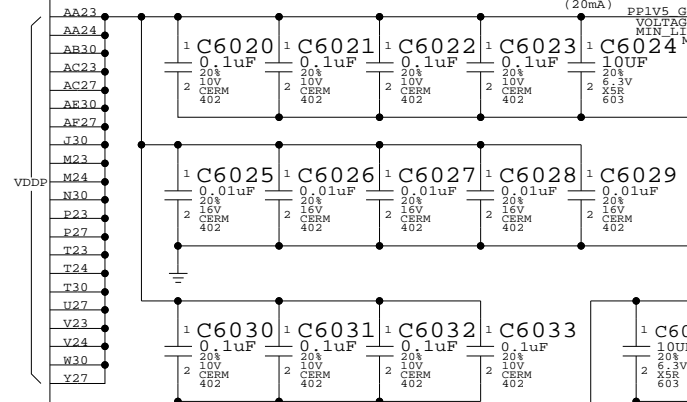 (20mA)
PP1V5_G
VOLTAG
MIN_LI
AA23
AA24
AB30
AC23
AC27
AE30
AF27
J30
M23
M24
N30
P23
P27
T23
T24
T30
U27
V23
V24
W30
Y27
VDDP
1 C6020
0.1uF
20%
10V
2 CERM
402
1 C6021
0.1uF
20%
10V
2 CERM
402
1 C6022
0.1uF
20%
10V
2 CERM
402
1 C6023
0.1uF
20%
10V
2 CERM
402
1 C6024
10UF
20%
6.3V
2 X5R
603
1 C6025
0.01uF
20%
16V
2 CERM
402
1 C6026
0.01uF
20%
16V
2 CERM
402
1 C6027
0.01uF
20%
16V
2 CERM
402
1 C6028
0.01uF
20%
16V
2 CERM
402
1 C6029
0.01uF
20%
16V
2 CERM
402
1 C6030
0.1uF
20%
10V
2 CERM
402
1 C6031
0.1uF
20%
10V
2 CERM
402
1 C6032
0.1uF
20%
10V
2 CERM
402
1 C6033
0.1uF
20%
10V
2 CERM
402
1 C60
10U
20%
6.3V
2 X5R
603